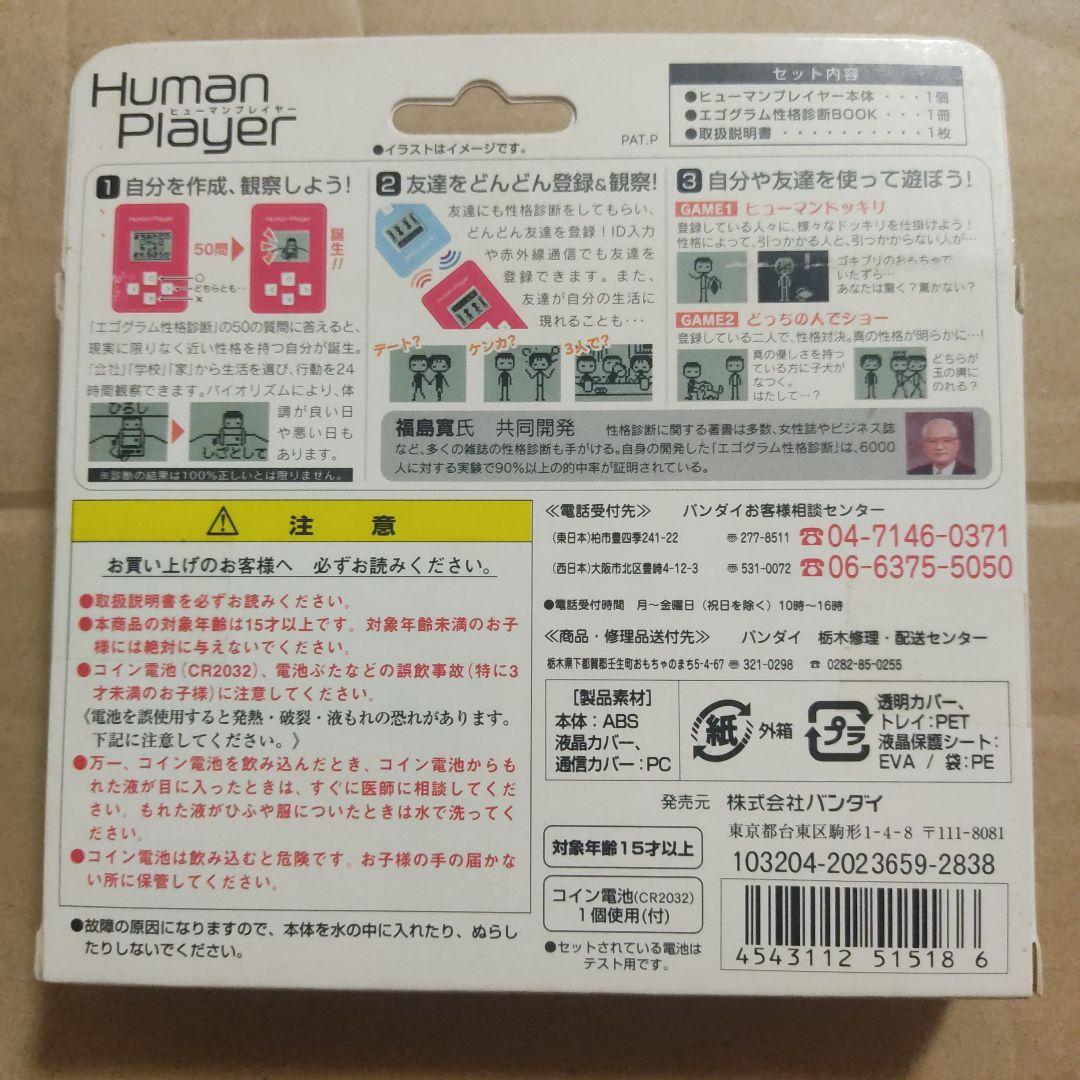 Human
ヒューマンプレイヤー
Player
●イラストはイメージです。
PAT.P
セット内容
●ヒューマンプレイヤー本体 ・・・1個
●エゴグラム性格診断BOOK ・・・1冊
●取扱説明書 ・・・・・・・・・・1枚
1 自分を作成、観察しよう!
Human Player
50問
Human Player
誕生!!
○
どちらとも…
×
「エゴグラム性格診断」の50の質問に答えると、
現実に限りなく近い性格を持つ自分が誕生。
「会社」「学校」「家」から生活を選び、行動を24
時間観察できます。バイオリズムにより、体
調が良い日
や悪い日も
あります。
ひろし
しごとして
※診断の結果は100%正しいとは限りません。
2 友達をどんどん登録&観察!
友達にも性格診断をしてもらい、
どんどん友達を登録!ID入力
や赤外線通信でも友達を
登録できます。また、
友達が自分の生活に
現れることも・・・
Human Player
デート?
ケンカ?
3人で?
3 自分や友達を使って遊ぼう!
GAME1 ヒューマンドッキリ
登録している人々に、様々なドッキリを仕掛けよう!
性格によって、引っかかる人と、引っかからない人が…
ゴキブリのおもちゃで
いたずら…
あなたは驚く?驚かない?
GAME2 どっちの人でショー
登録している二人で、性格対決。真の性格が明らかに…!
真の優しさを持っ
ている方に子犬が
なつく。
はたして…?
どちらが
玉の輿に
のれる?
福島寛氏 共同開発
性格診断に関する著書は多数、女性誌やビジネス誌
など、多くの雑誌の性格診断も手がける。自身の開発した「エゴグラム性格診断」は、6000
人に対する実験で90%以上の的中率が証明されている。
注 意
お買い上げのお客様へ 必ずお読みください。
●取扱説明書を必ずお読みください。
●本商品の対象年齢は15才以上です。対象年齢未満のお子
様には絶対に与えないでください。
●コイン電池(CR2032)、電池ぶたなどの誤飲事故(特に3
才未満のお子様)に注意してください。
《電池を誤使用すると発熱・破裂・液もれの恐れがあります。
下記に注意してください。》
●万一、コイン電池を飲み込んだとき、コイン電池からも
れた液が目に入ったときは、すぐに医師に相談してくだ
さい。もれた液がひふや服についたときは水で洗ってく
ださい。
●コイン電池は飲み込むと危険です。お子様の手の届かな
い所に保管してください。
●故障の原因になりますので、本体を水の中に入れたり、ぬらし
たりしないでください。
≪電話受付先≫ バンダイお客様相談センター
(東日本)柏市豊四季241-22 〒277-8511 ☎04-7146-0371
(西日本)大阪市北区豊崎4-12-3 〒531-0072 ☎06-6375-5050
●電話受付時間 月〜金曜日(祝日を除く)10時〜16時
≪商品・修理品送付先≫ バンダイ 栃木修理・配送センター
栃木県下都賀郡壬生町おもちゃのまち5-4-67 〒321-0298 ☎0282-85-0255
[製品素材]
本体:ABS
液晶カバー、
通信カバー:PC
紙
外箱
プラ
透明カバー、
トレイ:PET
液晶保護シート:
EVA / 袋:PE
発売元 株式会社バンダイ
東京都台東区駒形1-4-8 〒111-8081
対象年齢15才以上
103204-2023659-2838
コイン電池(CR2032)
1個使用(付)
●セットされている電池は
テスト用です。
4543112 51518 6